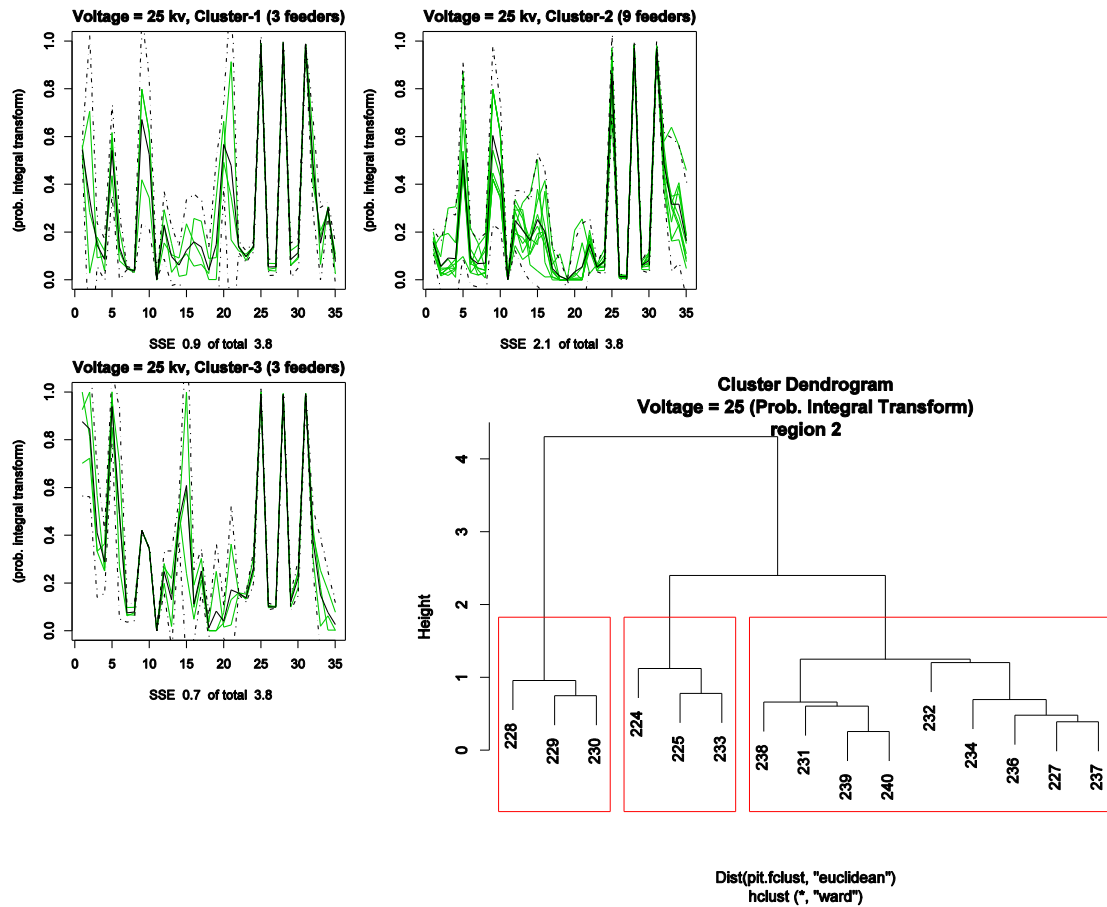 Voltage = 25 kv, Cluster-1 (3 feeders)
(prob. integral transform)
0.0 0.2 0.4 0.6 0.8 1.0
0 5 10 15 20 25 30 35
SSE 0.9 of total 3.8
Voltage = 25 kv, Cluster-2 (9 feeders)
(prob. integral transform)
0.0 0.2 0.4 0.6 0.8 1.0
0 5 10 15 20 25 30 35
SSE 2.1 of total 3.8
Voltage = 25 kv, Cluster-3 (3 feeders)
(prob. integral transform)
0.0 0.2 0.4 0.6 0.8 1.0
0 5 10 15 20 25 30 35
SSE 0.7 of total 3.8
Cluster Dendrogram
Voltage = 25 (Prob. Integral Transform)
region 2
Height
0 1 2 3 4
228
229
230
224
225
233
238
231
239
240
232
234
236
227
237
Dist(pit.fclust, "euclidean")
hclust (*, "ward")